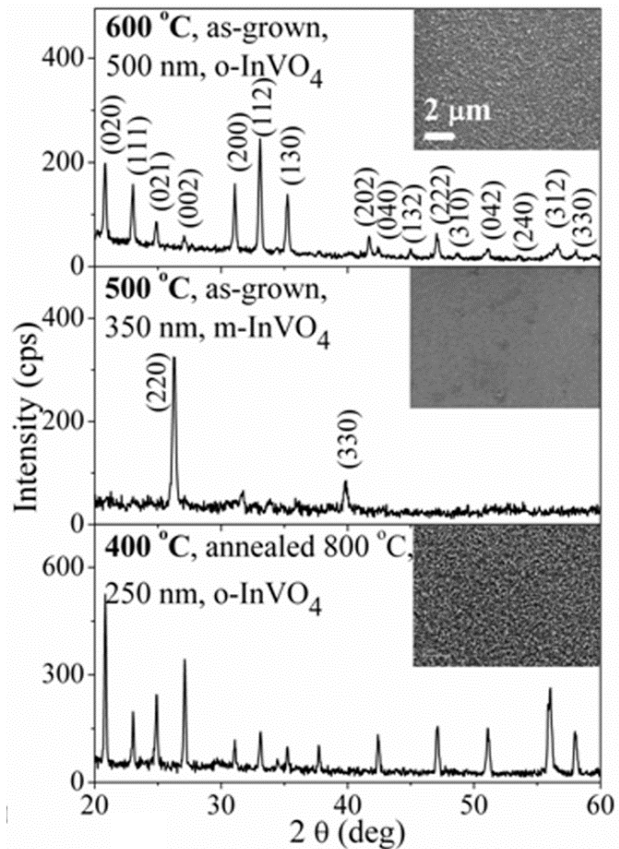 600 °C, as-grown,
500 nm, o-InVO₄
2 μm
400
200
0
(020)
(111)
(021)
(002)
(200)
(112)
(130)
(202)
(040)
(132)
(222)
(310)
(042)
(240)
(312)
(330)
500 °C, as-grown,
350 nm, m-InVO₄
400
200
0
(220)
(330)
Intensity (cps)
400 °C, annealed 800 °C,
250 nm, o-InVO₄
600
300
0
20 30 40 50 60
2 θ (deg)